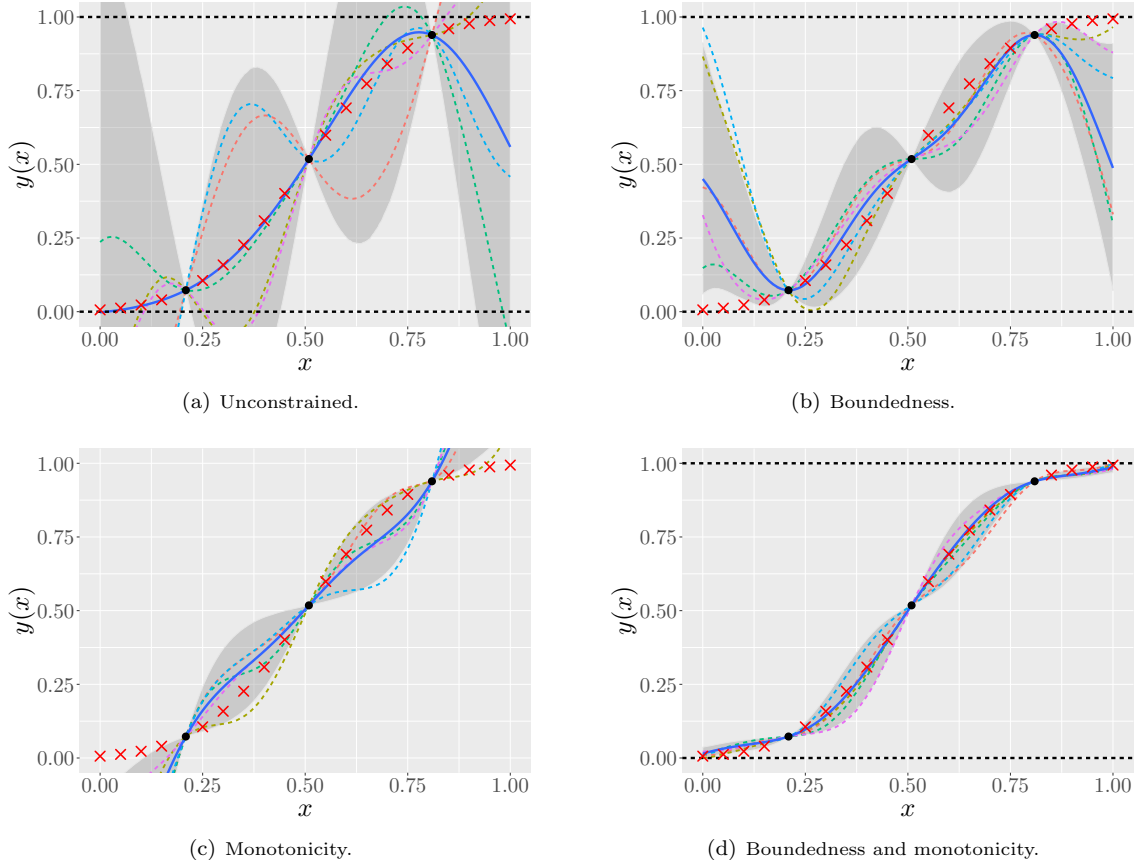 1.00
0.75
0.50
0.25
0.00
y(x)
0.00 0.25 0.50 0.75 1.00
x
(a) Unconstrained.
1.00
0.75
0.50
0.25
0.00
y(x)
0.00 0.25 0.50 0.75 1.00
x
(b) Boundedness.
1.00
0.75
0.50
0.25
0.00
y(x)
0.00 0.25 0.50 0.75 1.00
x
(c) Monotonicity.
1.00
0.75
0.50
0.25
0.00
y(x)
0.00 0.25 0.50 0.75 1.00
x
(d) Boundedness and monotonicity.